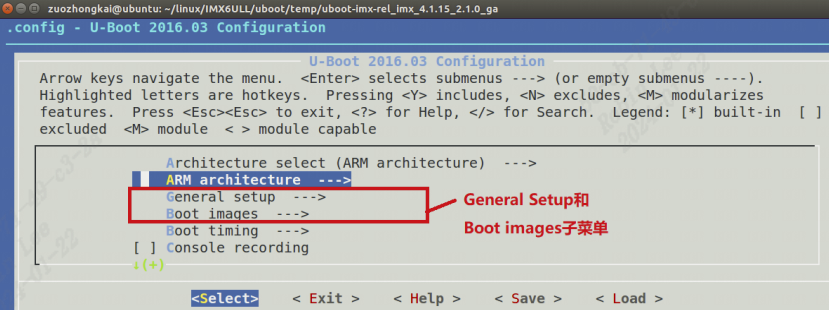 zuozhongkai@ubuntu: ~/linux/IMX6ULL/uboot/temp/uboot-imx-rel_imx_4.1.15_2.1.0_ga
.config - U-Boot 2016.03 Configuration
U-Boot 2016.03 Configuration
Arrow keys navigate the menu.  <Enter> selects submenus ---> (or empty submenus ----).
Highlighted letters are hotkeys.  Pressing <Y> includes, <N> excludes, <M> modularizes
features.  Press <Esc><Esc> to exit, <?> for Help, </> for Search.  Legend: [*] built-in  [ ]
excluded  <M> module  < > module capable
Architecture select (ARM architecture)  --->
ARM architecture  --->
General setup  --->
Boot images  --->
Boot timing  --->
[ ] Console recording
↓(+)
General Setup和
Boot images子菜单
<Select>    < Exit >    < Help >    < Save >    < Load >